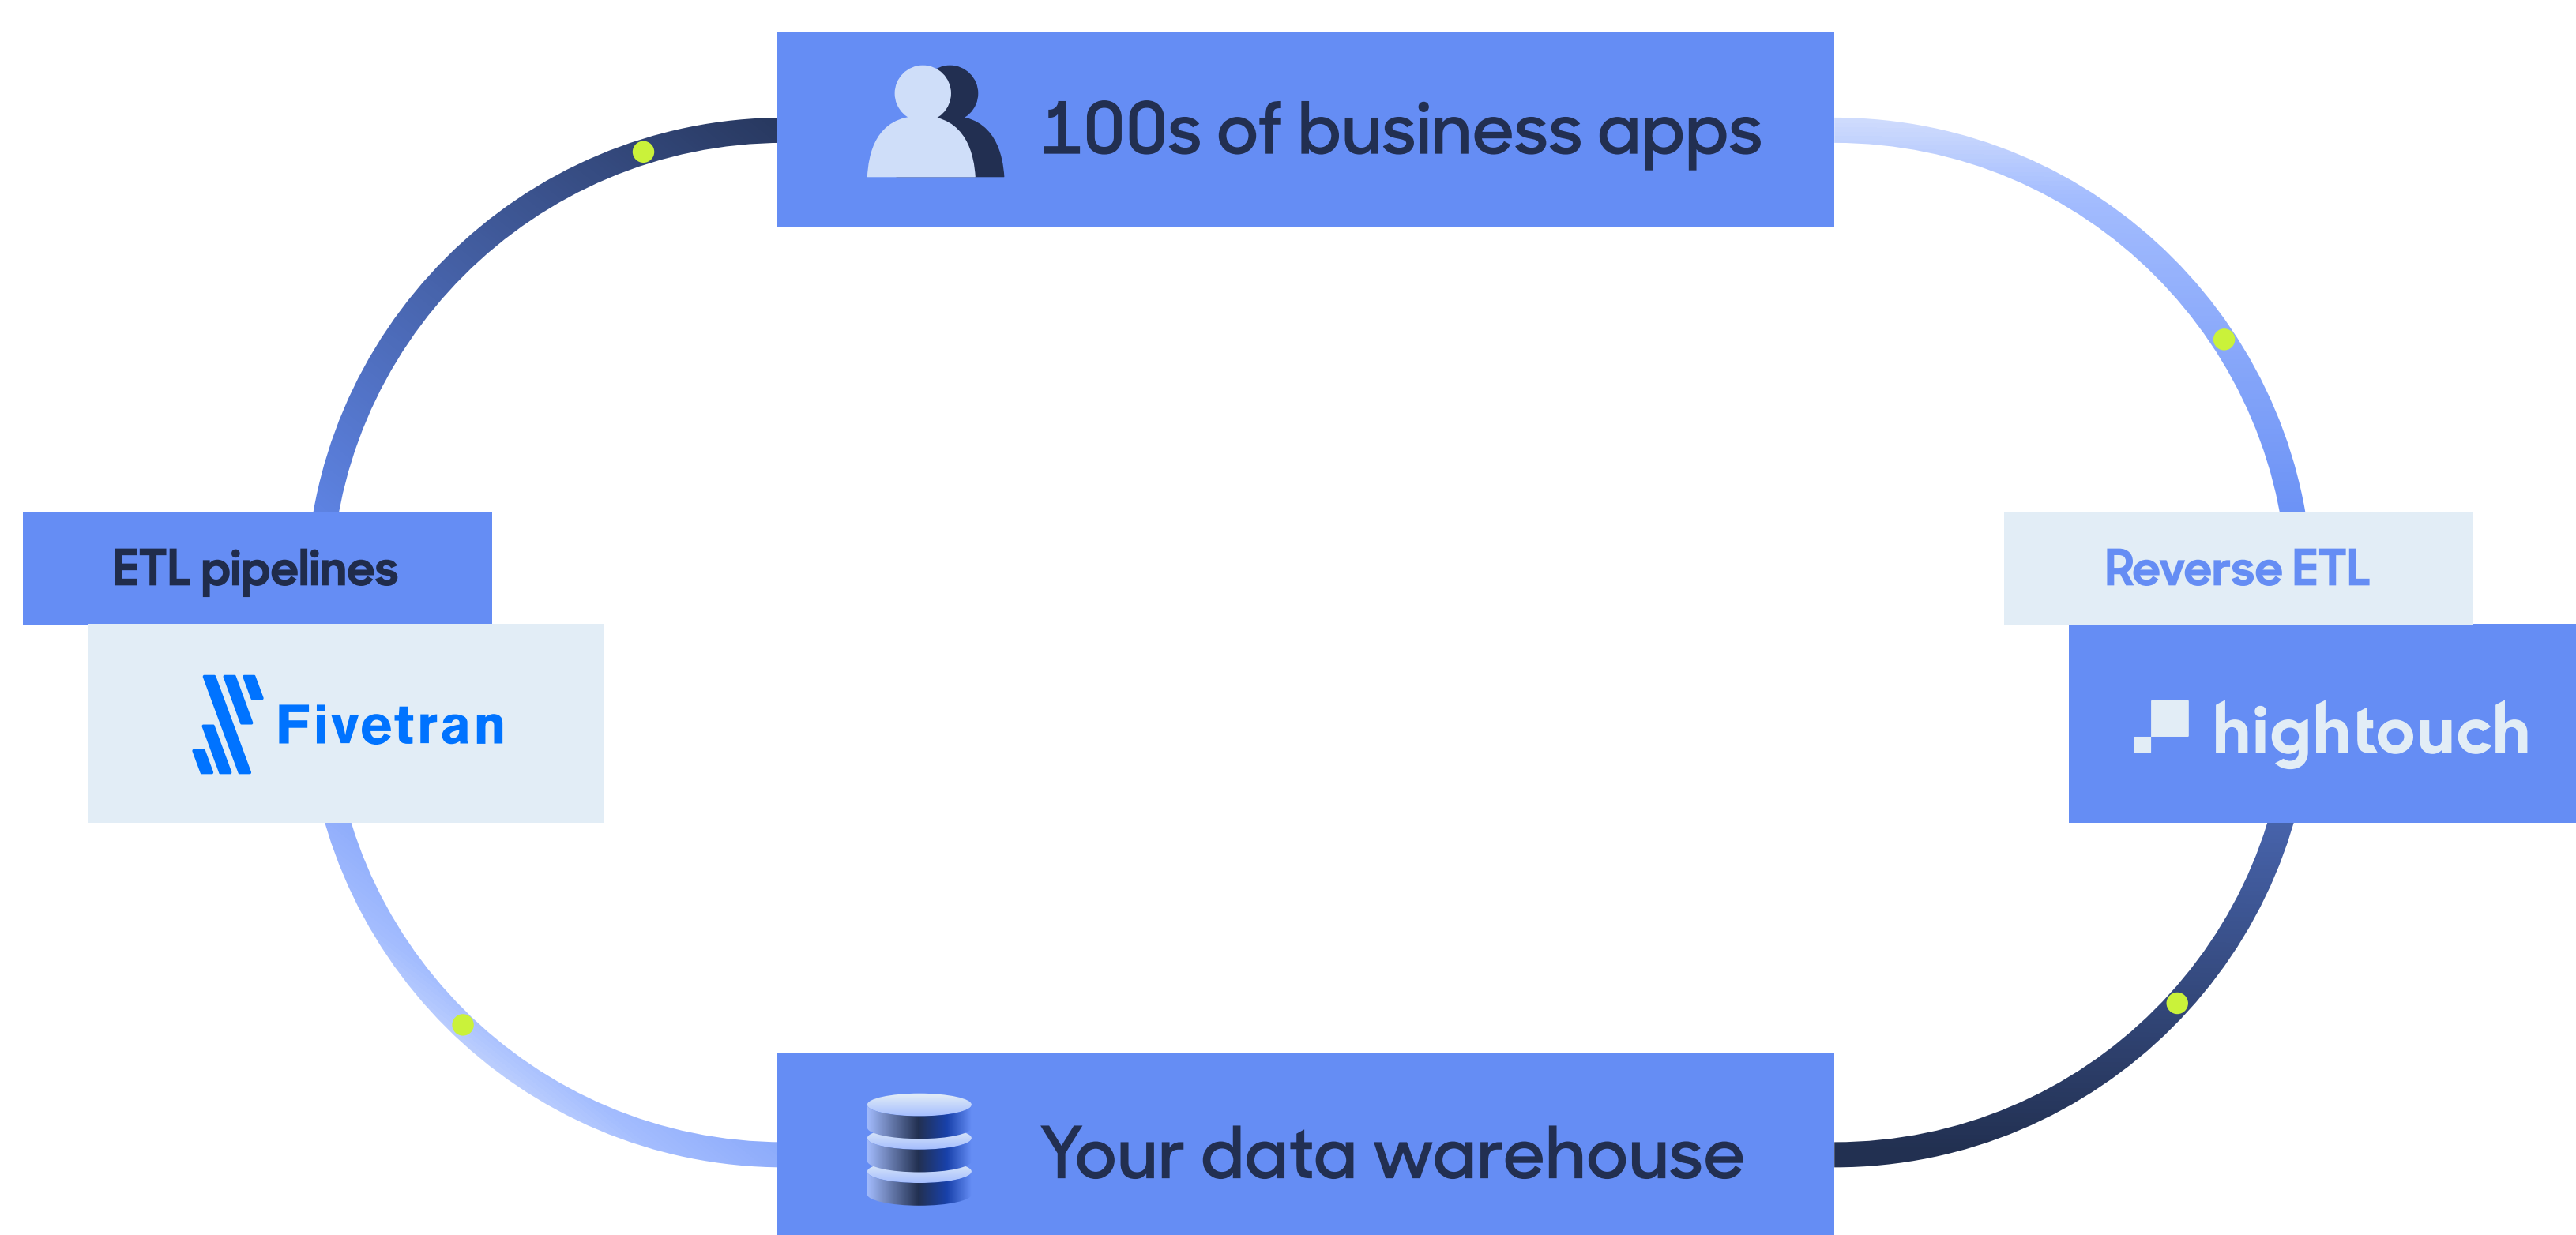 100s of business apps
ETL pipelines
Fivetran
Reverse ETL
hightouch
Your data warehouse